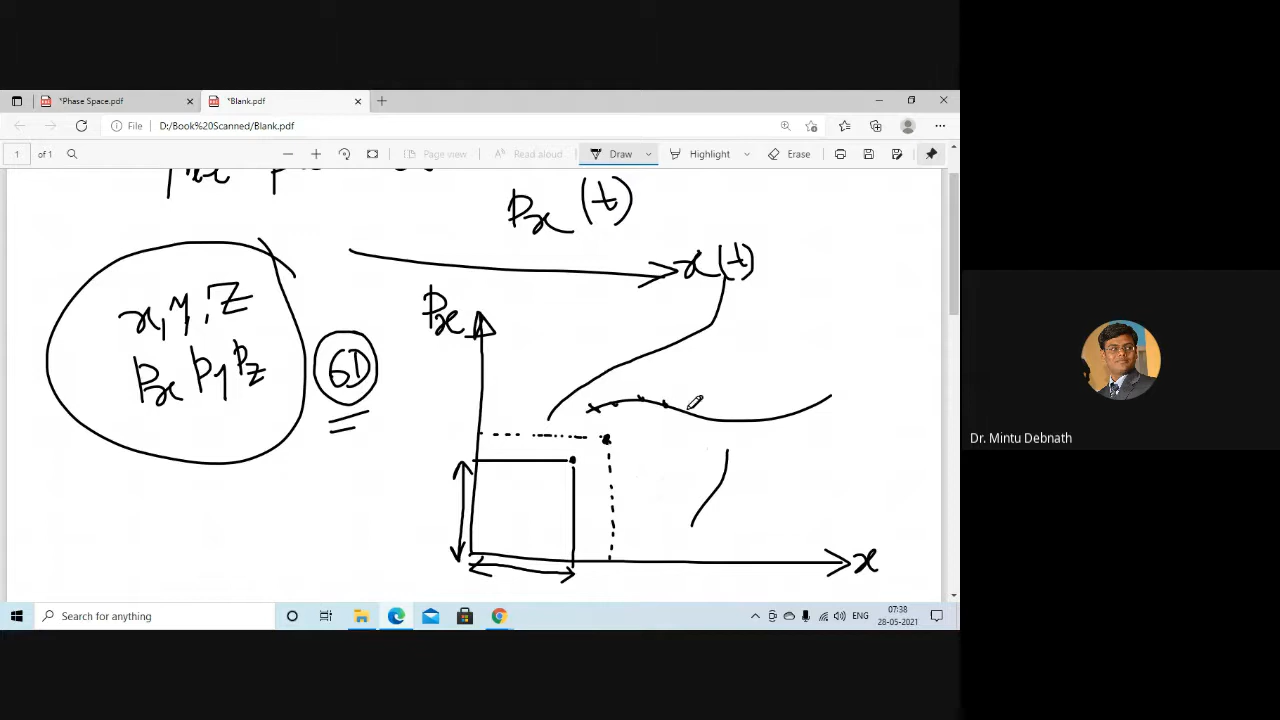 *Phase Space.pdf
*Blank.pdf
File D:/Book%20Scanned/Blank.pdf
1 of 1 Page view Read aloud Draw Highlight Erase
Px (t)
x(t)
x, y, z
Px Py Pz
6D
Px
x
Dr. Mintu Debnath
Search for anything
ENG
07:38
28-05-2021